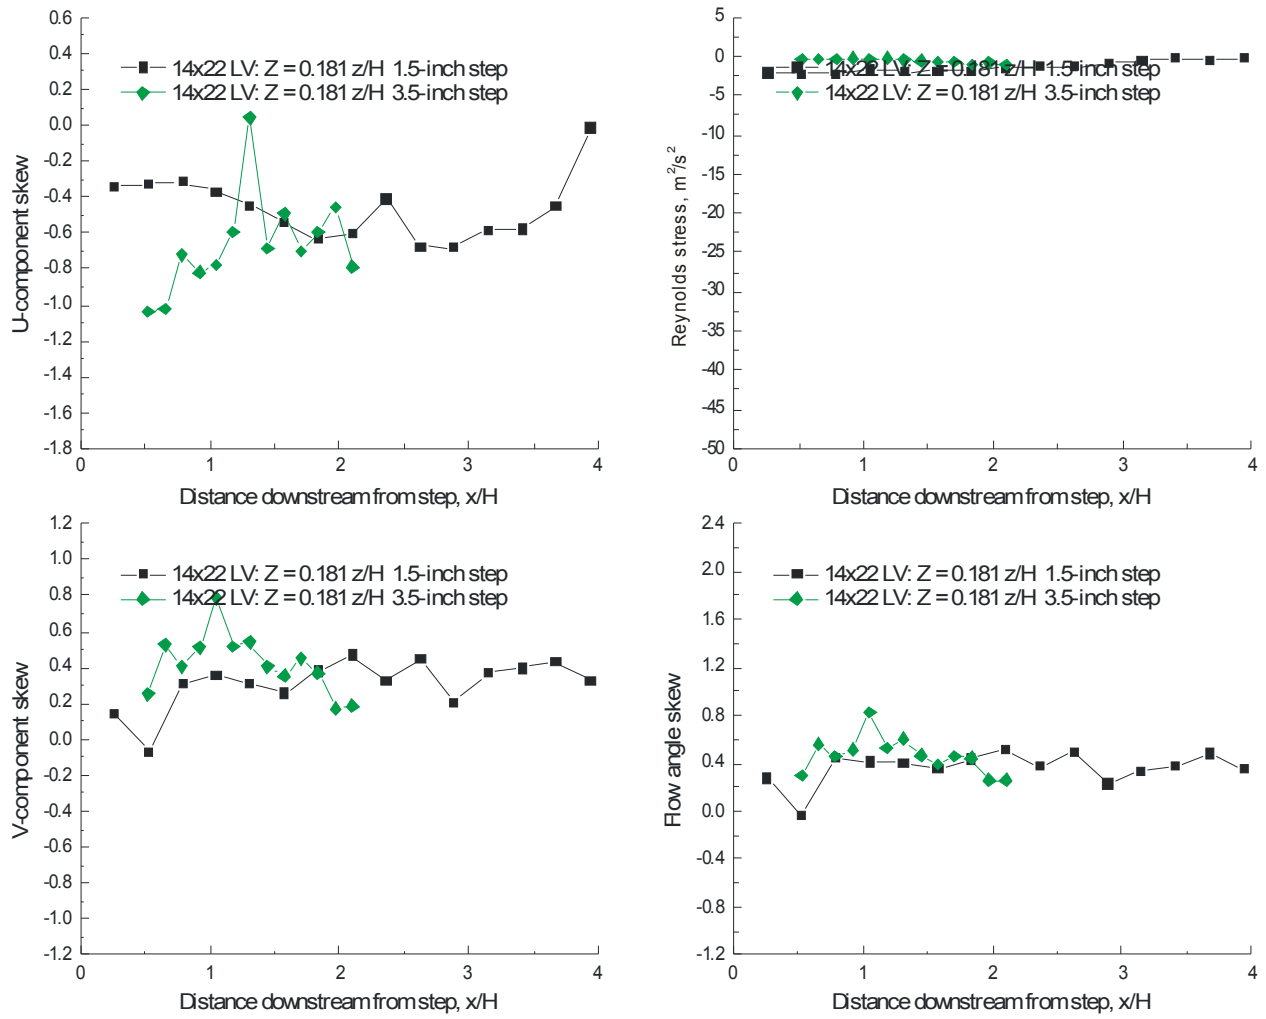 0.6
0.4
0.2
0.0
-0.2
-0.4
-0.6
-0.8
-1.0
-1.2
-1.4
-1.6
-1.8
U-component skew
14x22 LV: Z = 0.181 z/H 1.5-inch step
14x22 LV: Z = 0.181 z/H 3.5-inch step
0 1 2 3 4
Distance downstream from step, x/H
5
0
-5
-10
-15
-20
-25
-30
-35
-40
-45
-50
Reynolds stress, m²/s²
14x22 LV: Z = 0.181 z/H 1.5-inch step
14x22 LV: Z = 0.181 z/H 3.5-inch step
0 1 2 3 4
Distance downstream from step, x/H
1.2
1.0
0.8
0.6
0.4
0.2
0.0
-0.2
-0.4
-0.6
-0.8
-1.0
-1.2
V-component skew
14x22 LV: Z = 0.181 z/H 1.5-inch step
14x22 LV: Z = 0.181 z/H 3.5-inch step
0 1 2 3 4
Distance downstream from step, x/H
2.4
2.0
1.6
1.2
0.8
0.4
0.0
-0.4
-0.8
-1.2
Flow angle skew
14x22 LV: Z = 0.181 z/H 1.5-inch step
14x22 LV: Z = 0.181 z/H 3.5-inch step
0 1 2 3 4
Distance downstream from step, x/H